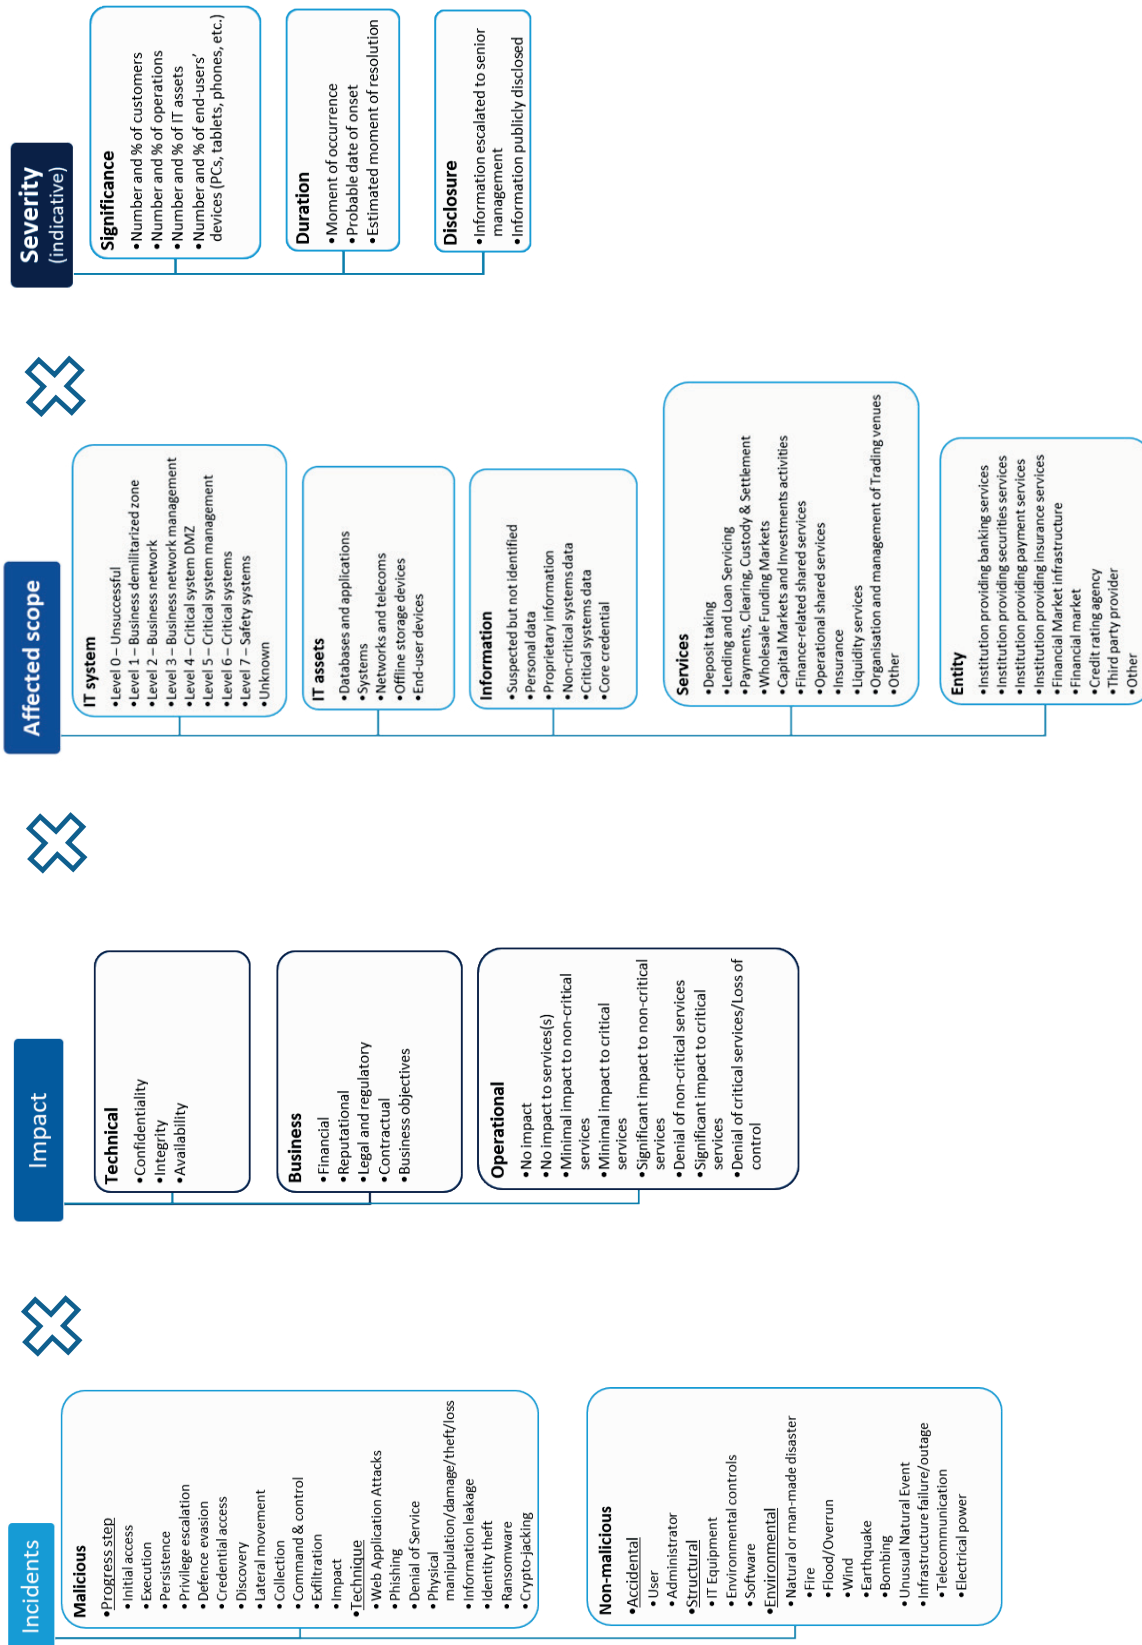 Incidents
Malicious
•Progress step
•Initial access
•Execution
•Persistence
•Privilege escalation
•Defence evasion
•Credential access
•Discovery
•Lateral movement
•Collection
•Command & control
•Exfiltration
•Impact
•Technique
•Web Application Attacks
•Phishing
•Denial of Service
•Physical
manipulation/damage/theft/loss
•Information leakage
•Identity theft
•Ransomware
•Crypto-jacking
Non-malicious
•Accidental
•User
•Administrator
•Structural
•IT Equipment
•Environmental controls
•Software
•Environmental
•Natural or man-made disaster
•Fire
•Flood/Overrun
•Wind
•Earthquake
•Bombing
•Unusual Natural Event
•Infrastructure failure/outage
•Telecommunication
•Electrical power
Impact
Technical
•Confidentiality
•Integrity
•Availability
Business
•Financial
•Reputational
•Legal and regulatory
•Contractual
•Business objectives
Operational
•No impact
•No impact to services(s)
•Minimal impact to non-critical
services
•Minimal impact to critical
services
•Significant impact to non-critical
services
•Denial of non-critical services
•Significant impact to critical
services
•Denial of critical services/Loss of
control
Affected scope
IT system
•Level 0 – Unsuccessful
•Level 1 – Business demilitarized zone
•Level 2 – Business network
•Level 3 – Business network management
•Level 4 – Critical system DMZ
•Level 5 – Critical system management
•Level 6 – Critical systems
•Level 7 – Safety systems
•Unknown
IT assets
•Databases and applications
•Systems
•Networks and telecoms
•Offline storage devices
•End-user devices
Information
•Suspected but not identified
•Personal data
•Proprietary information
•Non-critical systems data
•Critical systems data
•Core credential
Services
•Deposit taking
•Lending and Loan Servicing
•Payments, Clearing, Custody & Settlement
•Wholesale Funding Markets
•Capital Markets and Investments activities
•Finance-related shared services
•Operational shared services
•Insurance
•Liquidity services
•Organisation and management of Trading venues
•Other
Entity
•Institution providing banking services
•Institution providing securities services
•Institution providing payment services
•Institution providing insurance services
•Financial Market infrastructure
•Financial market
•Credit rating agency
•Third party provider
•Other
Severity
(indicative)
Significance
•Number and % of customers
•Number and % of operations
•Number and % of IT assets
•Number and % of end-users'
devices (PCs, tablets, phones, etc.)
Duration
•Moment of occurrence
•Probable date of onset
•Estimated moment of resolution
Disclosure
•Information escalated to senior
management
•Information publicly disclosed